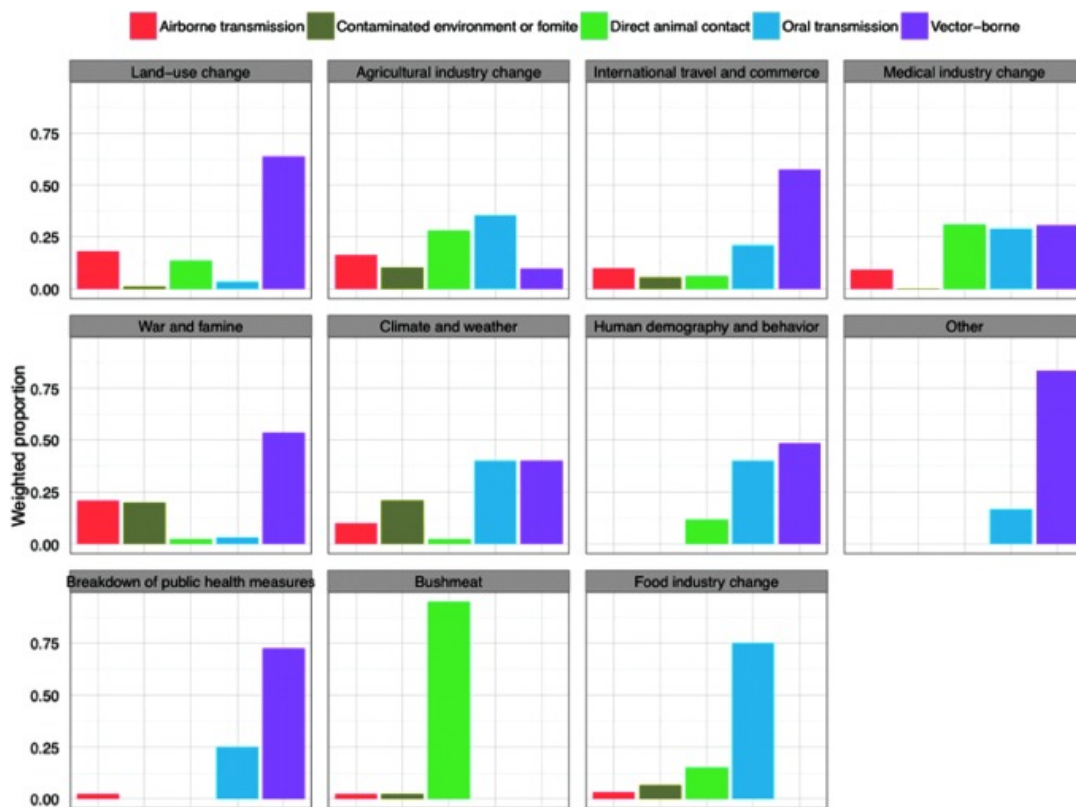 Airborne transmission Contaminated environment or fomite Direct animal contact Oral transmission Vector-borne
Land-use change Agricultural industry change International travel and commerce Medical industry change
0.75
0.50
0.25
0.00
War and famine Climate and weather Human demography and behavior Other
Weighted proportion
0.75
0.50
0.25
0.00
Breakdown of public health measures Bushmeat Food industry change
0.75
0.50
0.25
0.00